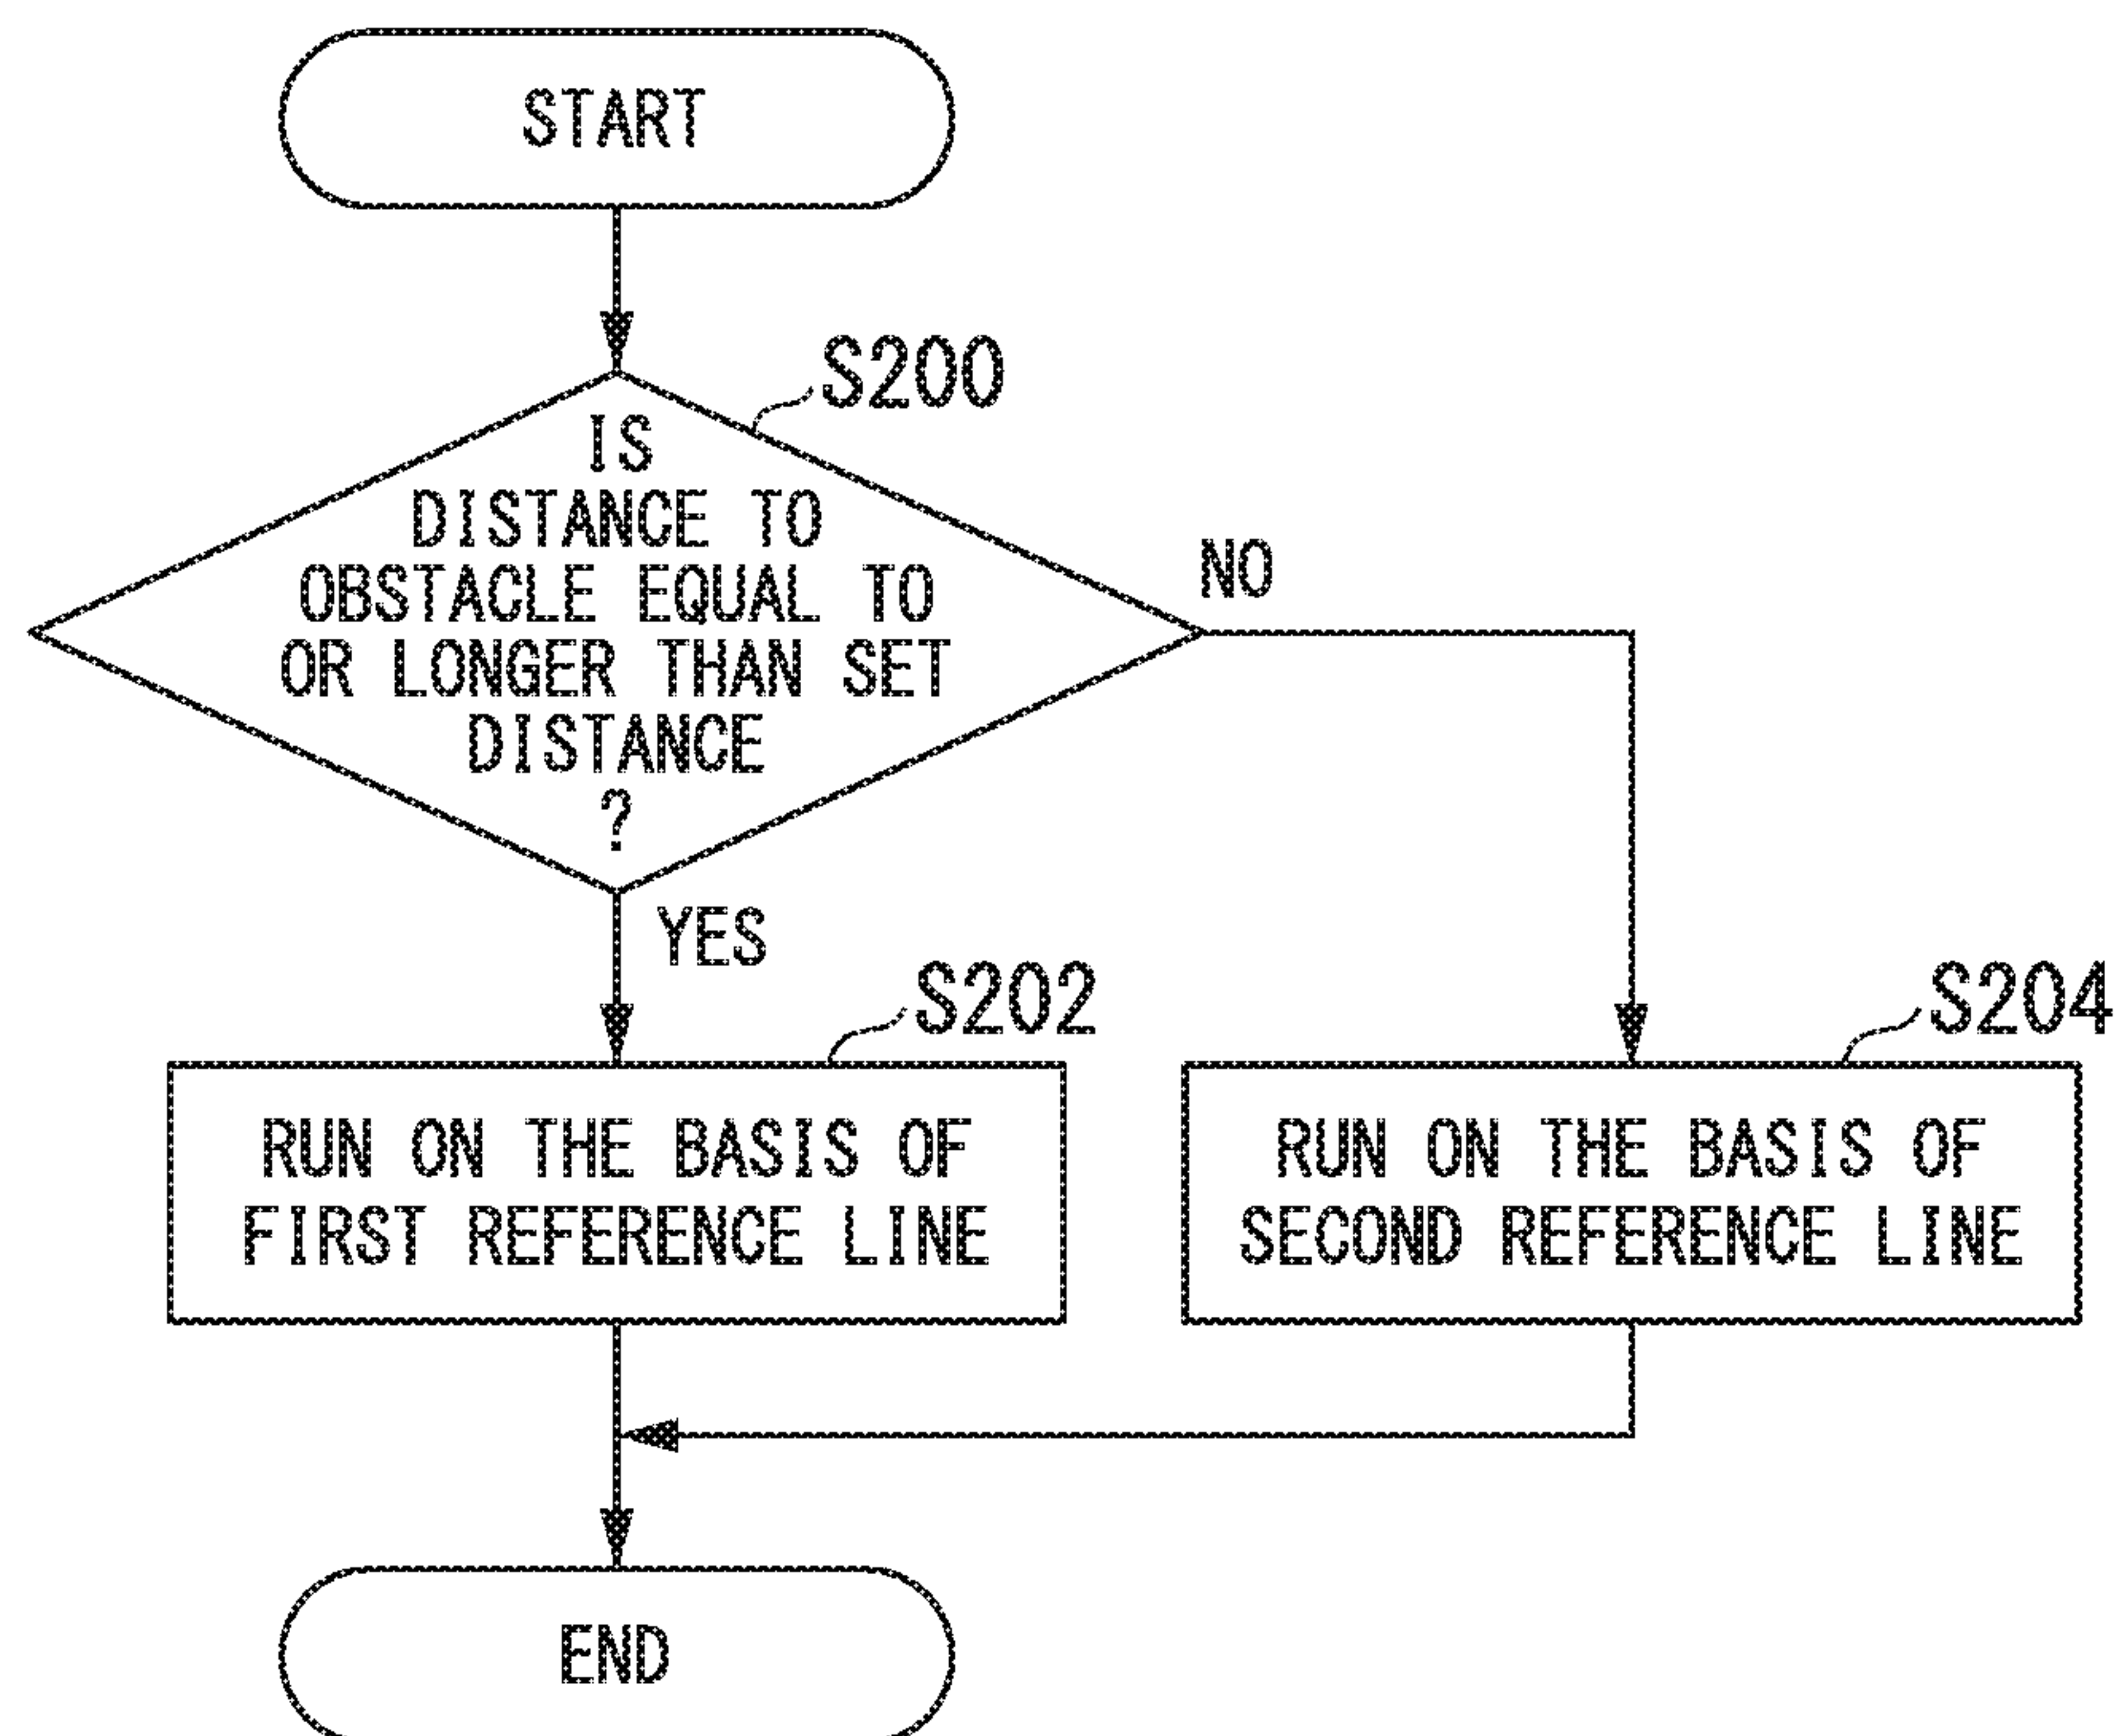 START
S200
IS
DISTANCE TO
OBSTACLE EQUAL TO
OR LONGER THAN SET
DISTANCE
?
NO
YES
S202
RUN ON THE BASIS OF
FIRST REFERENCE LINE
S204
RUN ON THE BASIS OF
SECOND REFERENCE LINE
END